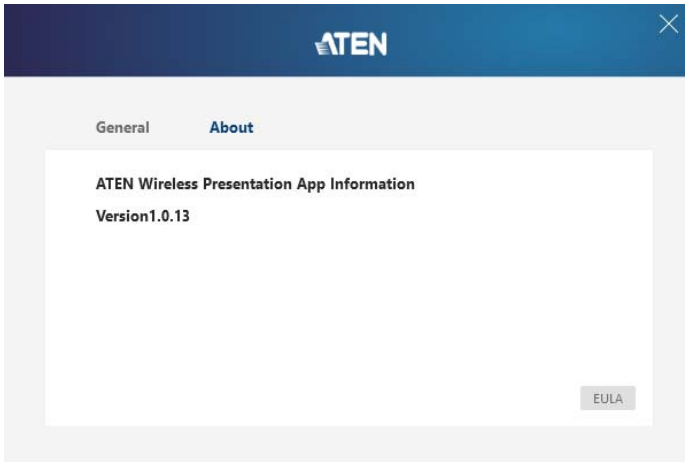 ATEN
General About
ATEN Wireless Presentation App Information
Version1.0.13
EULA